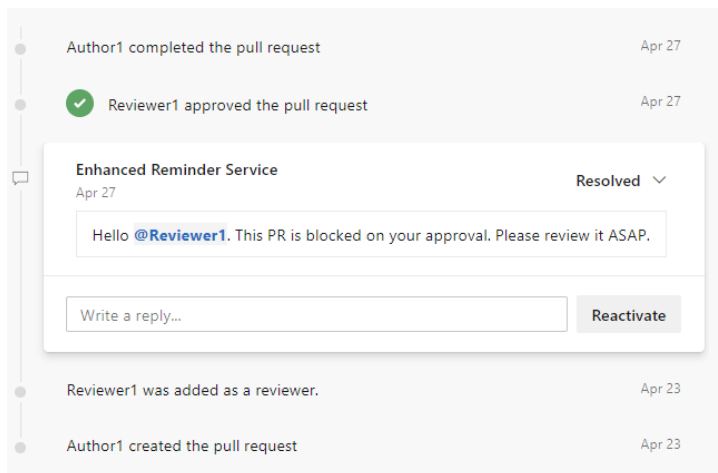 Author1 completed the pull request Apr 27
Reviewer1 approved the pull request Apr 27
Enhanced Reminder Service
Resolved
Apr 27
Hello @Reviewer1. This PR is blocked on your approval. Please review it ASAP.
Write a reply... Reactivate
Reviewer1 was added as a reviewer. Apr 23
Author1 created the pull request Apr 23